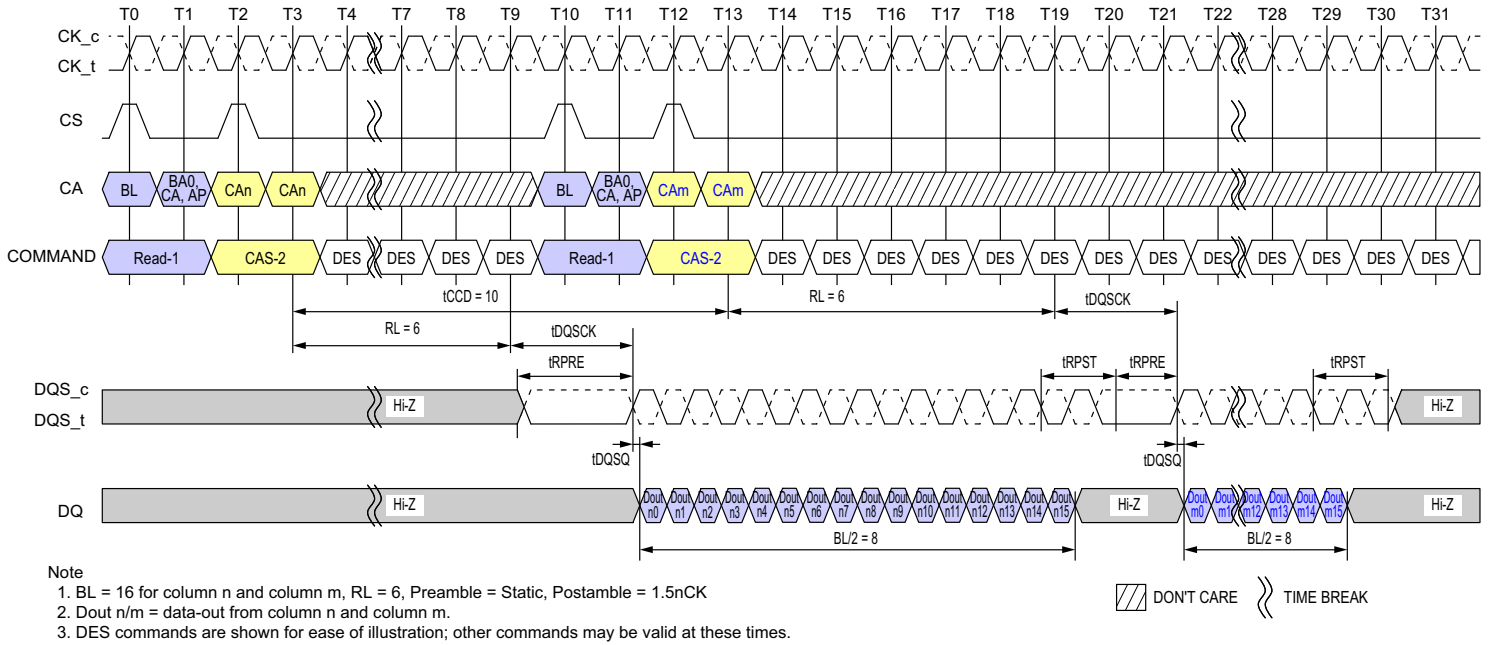 T0 T1 T2 T3 T4 T7 T8 T9 T10 T11 T12 T13 T14 T15 T16 T17 T18 T19 T20 T21 T22 T28 T29 T30 T31
CK_c
CK_t
CS
CA BL BA0, CA, AP CAn CAn BL BA0, CA, AP CAm CAm
COMMAND Read-1 CAS-2 DES DES DES DES Read-1 CAS-2 DES DES DES DES DES DES DES DES DES DES DES DES DES
tCCD = 10 RL = 6 tDQSCK
RL = 6 tDQSCK
tRPRE tRPST tRPRE tRPST
DQS_c
DQS_t
Hi-Z Hi-Z
tDQSQ tDQSQ
DQ Hi-Z Dout n0 Dout n1 Dout n2 Dout n3 Dout n4 Dout n5 Dout n6 Dout n7 Dout n8 Dout n9 Dout n10 Dout n11 Dout n12 Dout n13 Dout n14 Dout n15 Hi-Z Dout m0 Dout m1 Dout m12 Dout m13 Dout m14 Dout m15 Hi-Z
BL/2 = 8 BL/2 = 8
Note
1. BL = 16 for column n and column m, RL = 6, Preamble = Static, Postamble = 1.5nCK
2. Dout n/m = data-out from column n and column m.
3. DES commands are shown for ease of illustration; other commands may be valid at these times.
DON'T CARE TIME BREAK